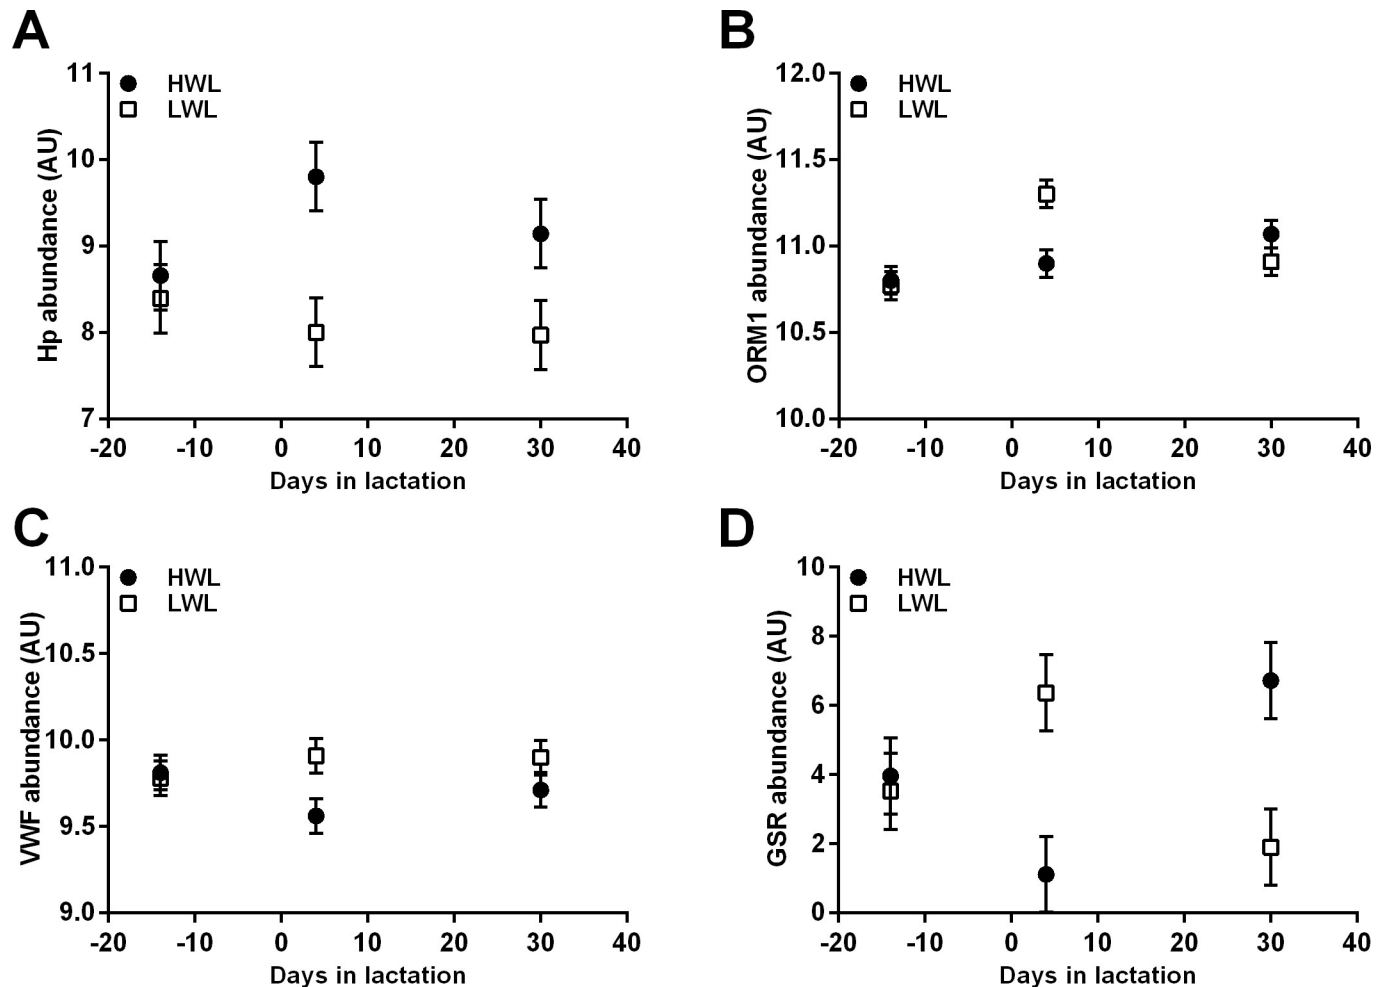 A
11
HWL
LWL
10
9
8
7
Hp abundance (AU)
-20 -10 0 10 20 30 40
Days in lactation
B
12.0
HWL
LWL
11.5
11.0
10.5
10.0
ORM1 abundance (AU)
-20 -10 0 10 20 30 40
Days in lactation
C
11.0
HWL
LWL
10.5
10.0
9.5
9.0
VWF abundance (AU)
-20 -10 0 10 20 30 40
Days in lactation
D
10
HWL
LWL
8
6
4
2
0
GSR abundance (AU)
-20 -10 0 10 20 30 40
Days in lactation